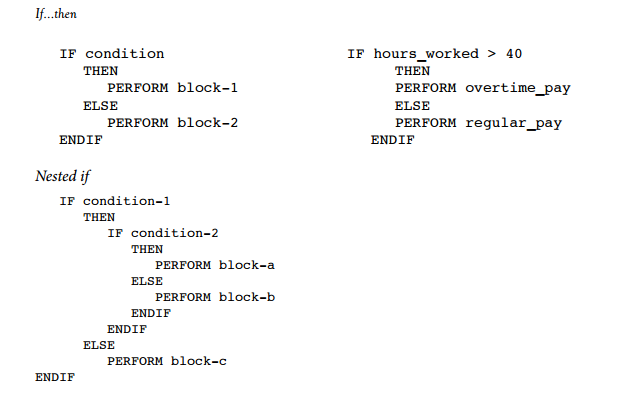 If...then
IF condition
THEN
PERFORM block-1
ELSE
PERFORM block-2
ENDIF
IF hours_worked > 40
THEN
PERFORM overtime_pay
ELSE
PERFORM regular_pay
ENDIF
Nested if
IF condition-1
THEN
IF condition-2
THEN
PERFORM block-a
ELSE
PERFORM block-b
ENDIF
ENDIF
ELSE
PERFORM block-c
ENDIF